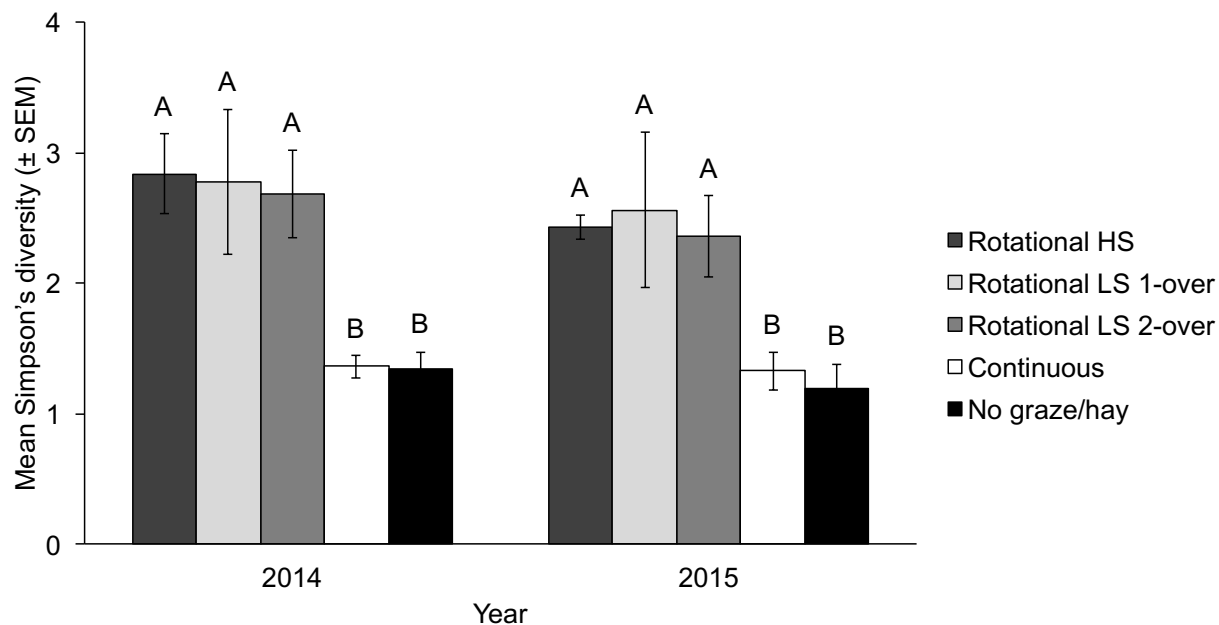 4
3
2
1
0
Mean Simpson’s diversity (± SEM)
A
A
A
B
B
A
A
A
B
B
2014
2015
Year
Rotational HS
Rotational LS 1-over
Rotational LS 2-over
Continuous
No graze/hay